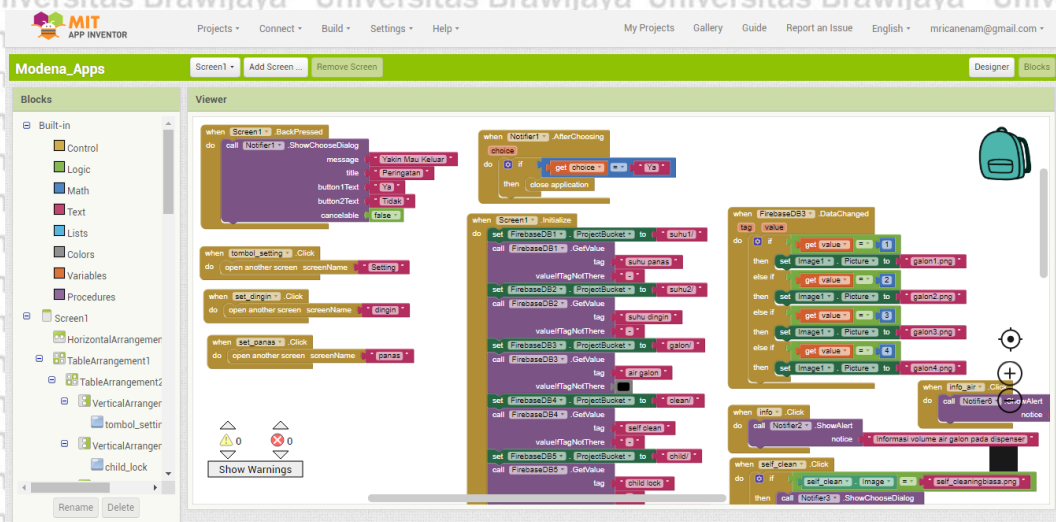 Universitas Brawijaya Universitas Brawijaya Universitas Brawijaya Univ
MIT
APP INVENTOR
Projects Connect Build Settings Help My Projects Gallery Guide Report an Issue English mricanenam@gmail.com
Modena_Apps Screen1 Add Screen ... Remove Screen Designer Blocks
Blocks
Viewer
Built-in
Control
Logic
Math
Text
Lists
Colors
Variables
Procedures
Screen1
HorizontalArrangemer
TableArrangement1
TableArrangement2
VerticalArranger
tombol_settir
VerticalArranger
child_lock
Rename Delete
when Screen1 .BackPressed
do call Notifier1 .ShowChooseDialog
message " Yakin Mau Keluar "
title " Peringatan "
button1Text " Ya "
button2Text " Tidak "
cancelable false
when tombol_setting .Click
do open another screen screenName " Setting "
when set_dingin .Click
do open another screen screenName " dingin "
when set_panas .Click
do open another screen screenName " panas "
0 0
Show Warnings
when Notifier1 .AfterChoosing
choice
do if get choice = " Ya "
then close application
when Screen1 .Initialize
do set FirebaseDB1 . ProjectBucket to " suhu1/ "
call FirebaseDB1 .GetValue
tag " suhu panas "
valueIfTagNotThere " - "
set FirebaseDB2 . ProjectBucket to " suhu2/ "
call FirebaseDB2 .GetValue
tag " suhu dingin "
valueIfTagNotThere " - "
set FirebaseDB3 . ProjectBucket to " galon/ "
call FirebaseDB3 .GetValue
tag " air galon "
valueIfTagNotThere
set FirebaseDB4 . ProjectBucket to " clean/ "
call FirebaseDB4 .GetValue
tag " self clean "
valueIfTagNotThere " - "
set FirebaseDB5 . ProjectBucket to " child/ "
call FirebaseDB5 .GetValue
tag " child lock "
when FirebaseDB3 .DataChanged
tag value
do if get value = 1
then set Image1 . Picture to " galon1.png "
else if get value = 2
then set Image1 . Picture to " galon2.png "
else if get value = 3
then set Image1 . Picture to " galon3.png "
else if get value = 4
then set Image1 . Picture to " galon4.png "
when info_air .Click
do call Notifier6 .ShowAlert
notice
when info .Click
do call Notifier2 .ShowAlert
notice " Informasi volume air galon pada dispenser "
when self_clean .Click
do if self_clean . Image = " self_cleaningbiasa.png "
then call Notifier3 .ShowChooseDialog